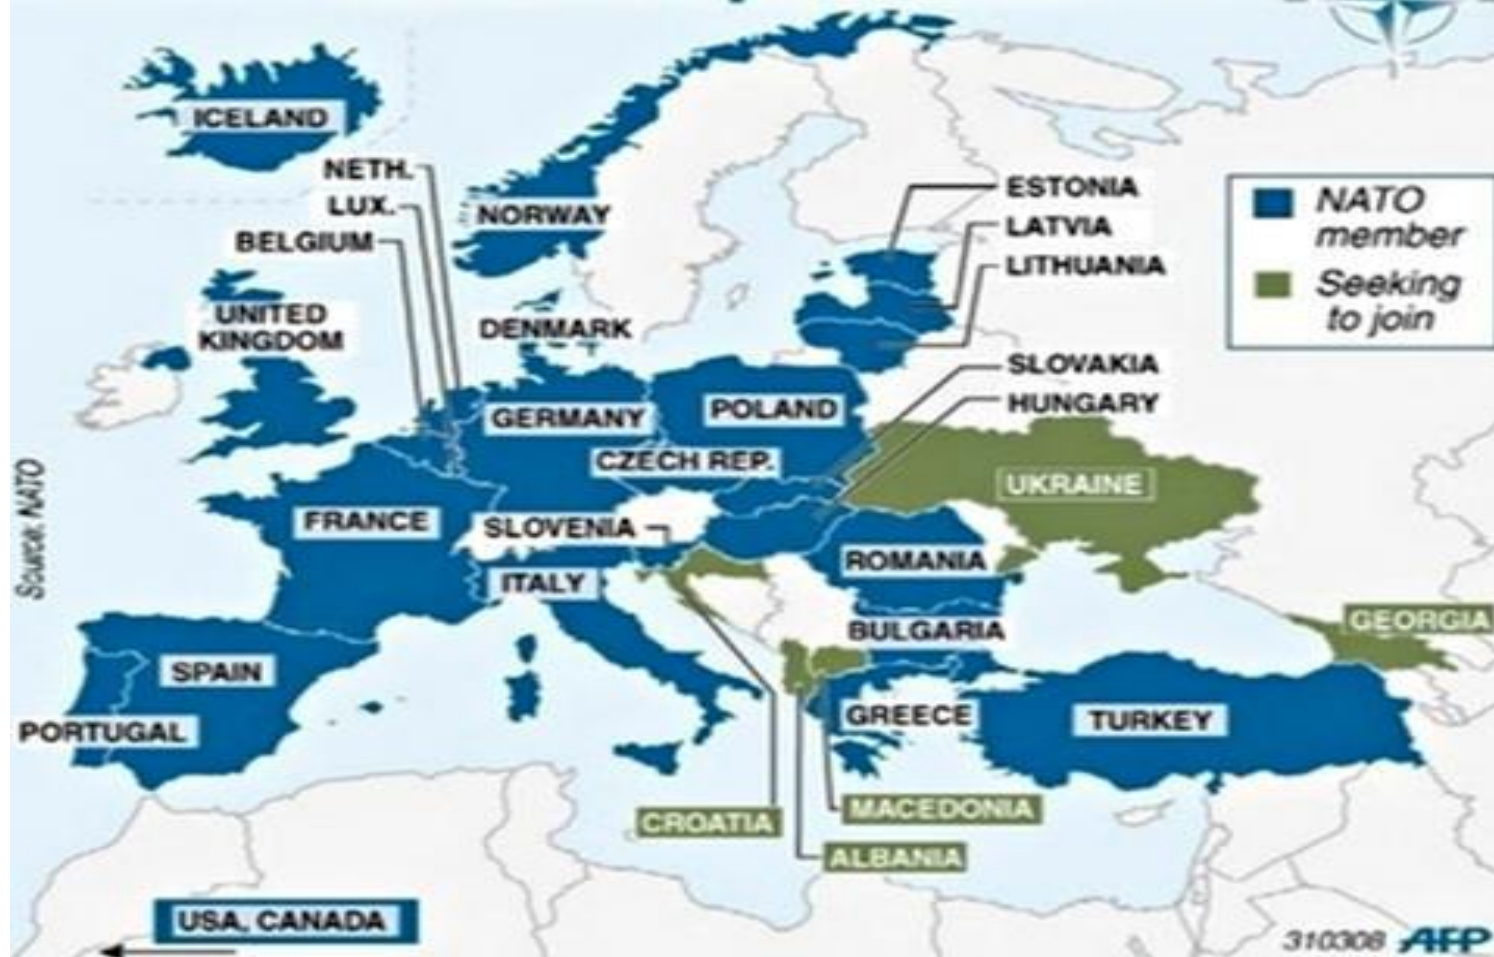 ICELAND
NETH.
LUX.
BELGIUM
NORWAY
ESTONIA
LATVIA
LITHUANIA
NATO
member
Seeking
to join
UNITED
KINGDOM
DENMARK
SLOVAKIA
HUNGARY
GERMANY
POLAND
CZECH REP.
UKRAINE
FRANCE
SLOVENIA
ROMANIA
ITALY
Source: NATO
GEORGIA
BULGARIA
SPAIN
PORTUGAL
GREECE
TURKEY
CROATIA
MACEDONIA
ALBANIA
USA, CANADA
310308 AFP